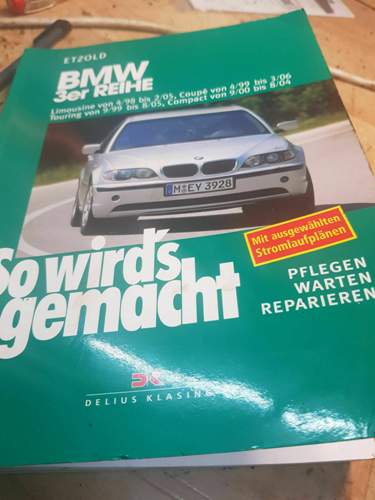 ETZOLD
BMW
3er REIHE
Limousine von 4/98 bis 2/05, Coupé von 4/99 bis 3/06
Touring von 9/99 bis 8/05, Compact von 9/00 bis 8/04
M EY 3928
So wird's
gemacht
Mit ausgewählten
Stromlaufplänen
PFLEGEN
WARTEN
REPARIEREN
DELIUS KLASING